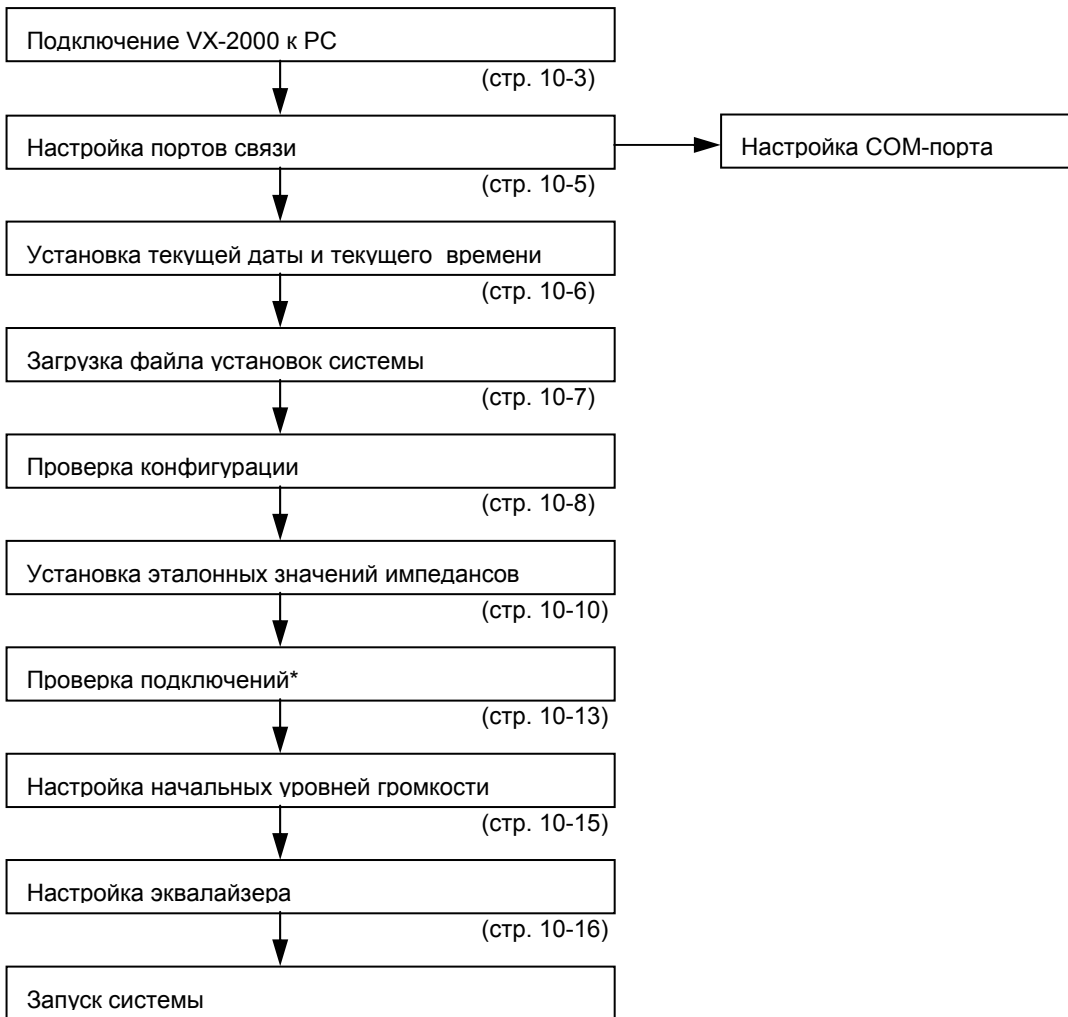 Подключение VX-2000 к PC
(стр. 10-3)
Настройка портов связи
Настройка COM-порта
(стр. 10-5)
Установка текущей даты и текущего времени
(стр. 10-6)
Загрузка файла установок системы
(стр. 10-7)
Проверка конфигурации
(стр. 10-8)
Установка эталонных значений импедансов
(стр. 10-10)
Проверка подключений*
(стр. 10-13)
Настройка начальных уровней громкости
(стр. 10-15)
Настройка эквалайзера
(стр. 10-16)
Запуск системы